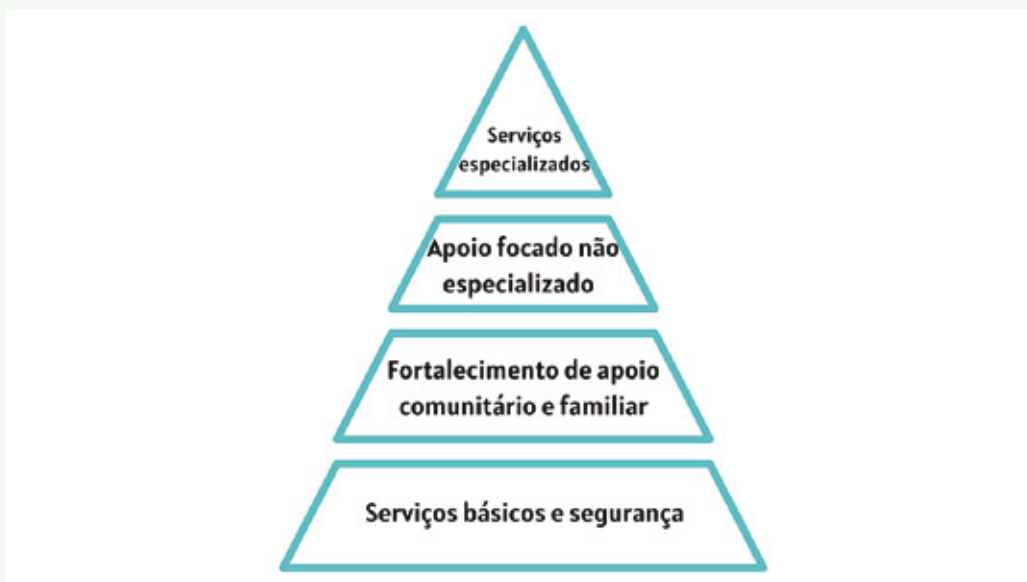 Serviços
especializados
Apoio focado não
especializado
Fortalecimento de apoio
comunitário e familiar
Serviços básicos e segurança